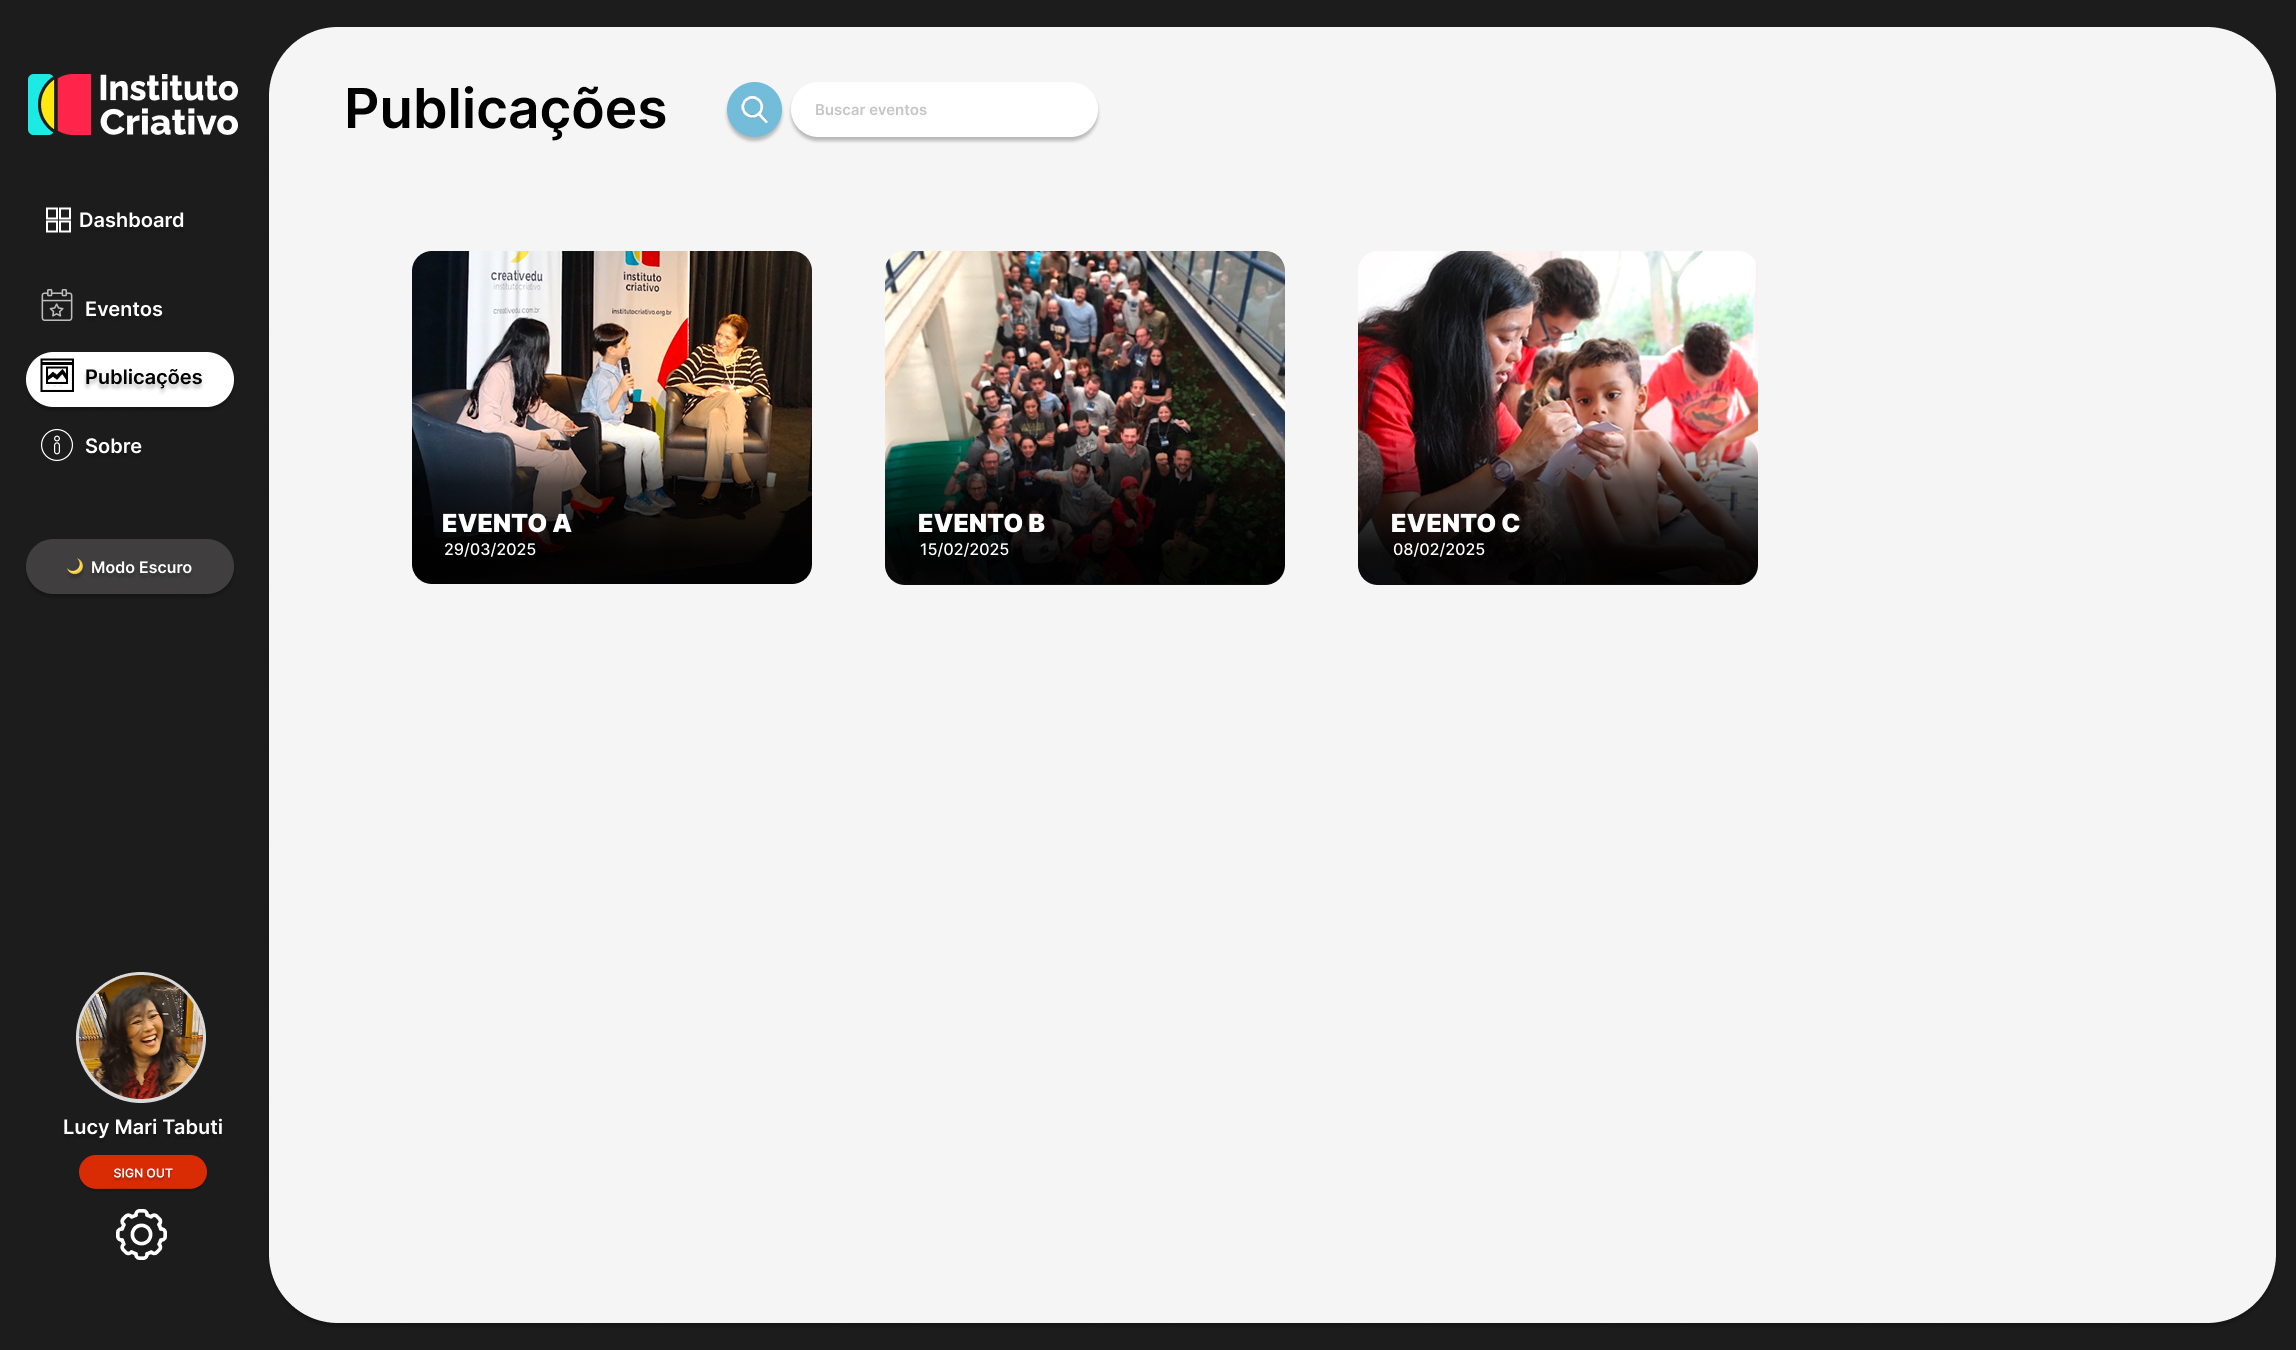 Instituto
Criativo
Dashboard
Eventos
Publicações
Sobre
Modo Escuro
Lucy Mari Tabuti
SIGN OUT
Publicações
Buscar eventos
creativedu
institutocriativo
creativedu.com.br
instituto
criativo
institutocriativo.org.br
EVENTO A
29/03/2025
EVENTO B
15/02/2025
EVENTO C
08/02/2025